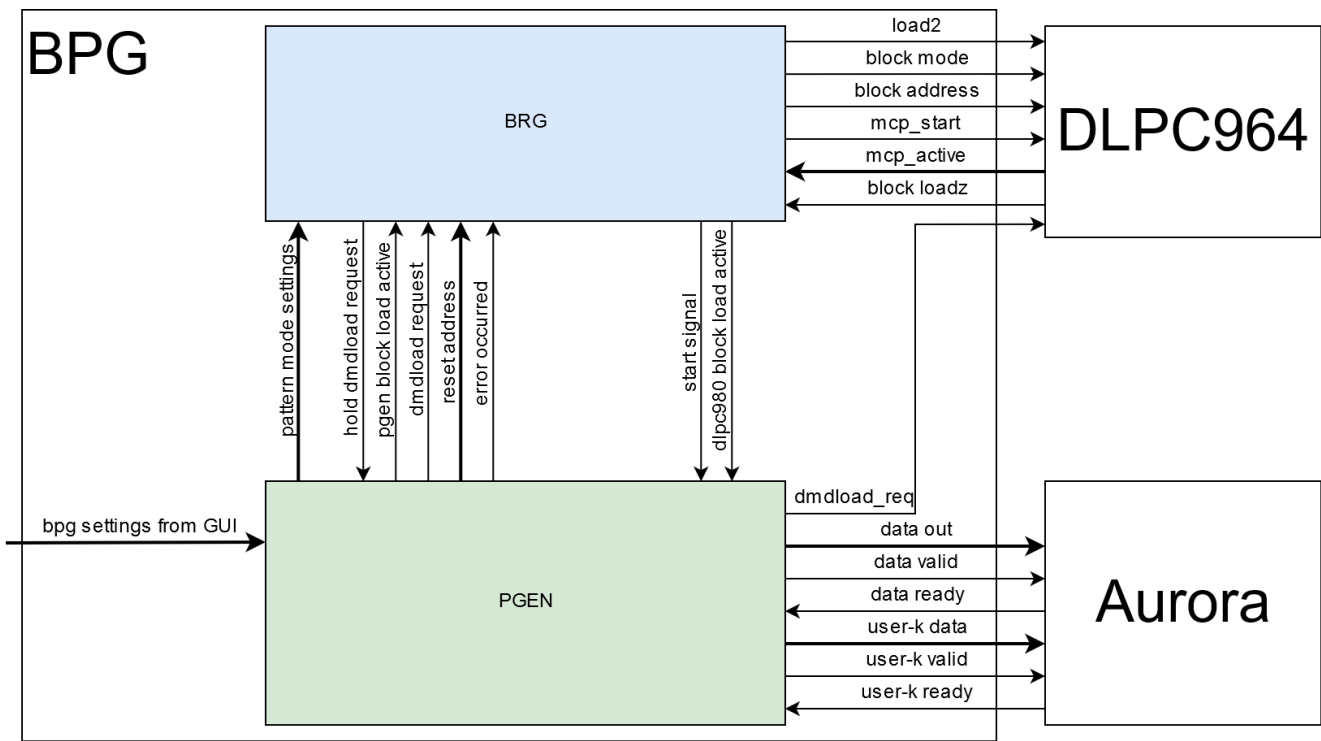 BPG
BRG
load2
block mode
block address
mcp_start
mcp_active
block loadz
DLPC964
pattern mode settings
hold dmdload request
pgen block load active
dmdload request
reset address
error occurred
start signal
dlpc980 block load active
bpg settings from GUI
PGEN
dmdload_req
data out
data valid
data ready
user-k data
user-k valid
user-k ready
Aurora